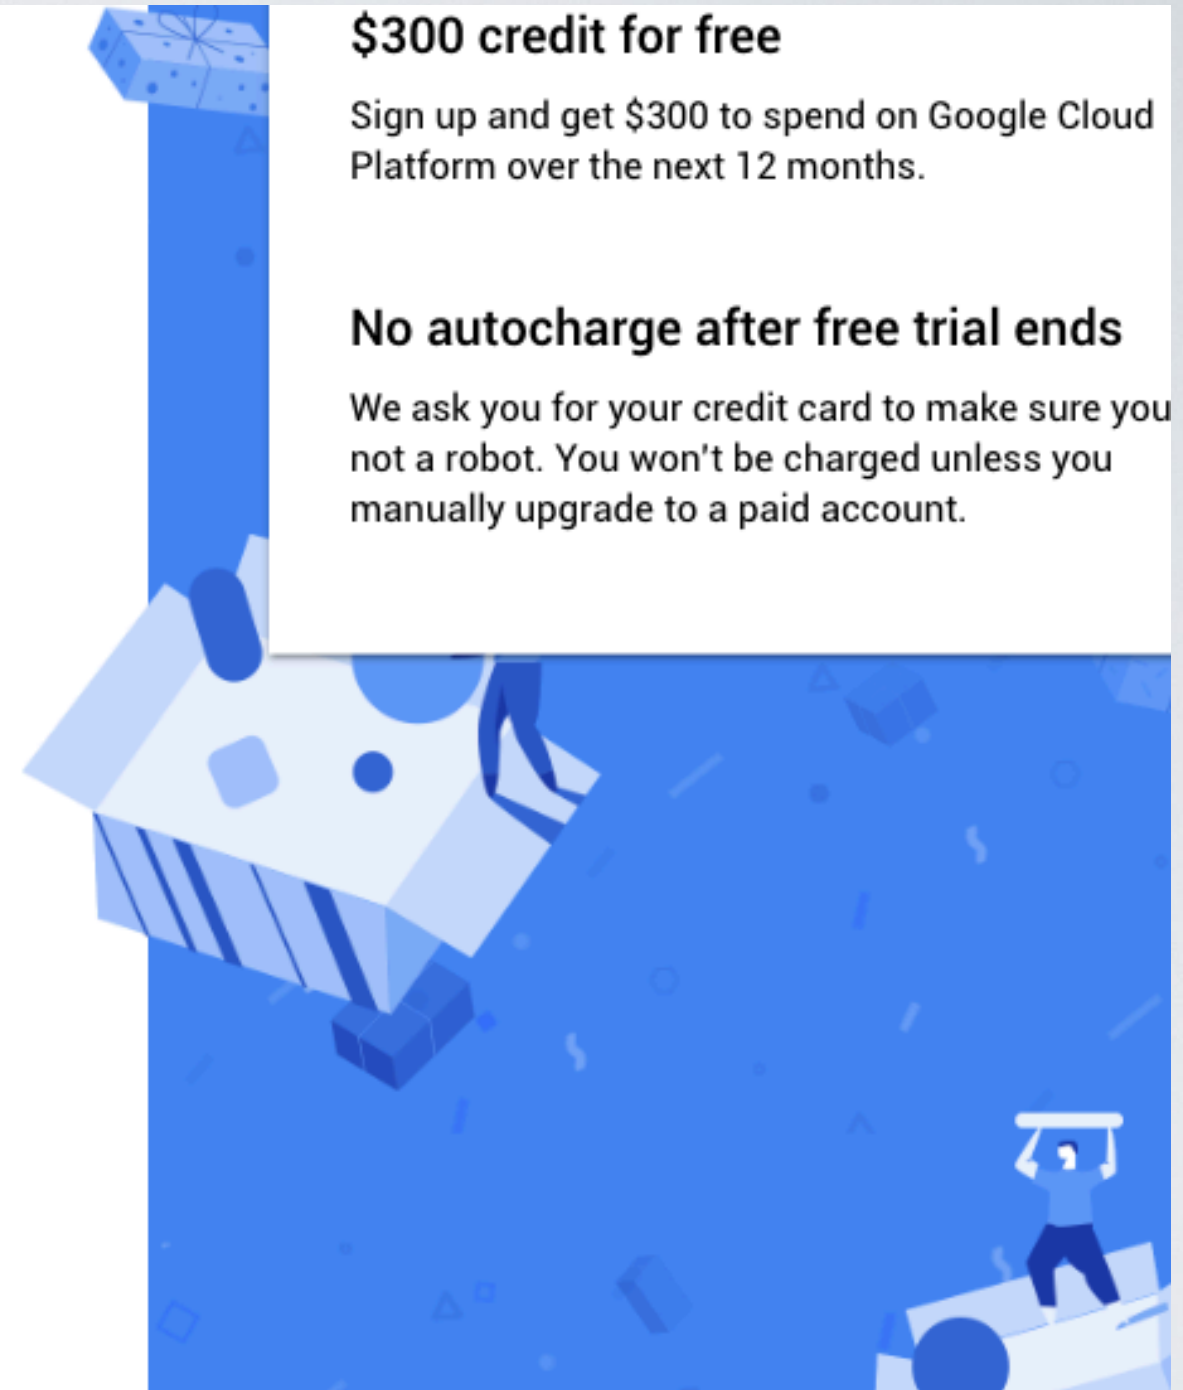 $300 credit for free
Sign up and get $300 to spend on Google Cloud
Platform over the next 12 months.
No autocharge after free trial ends
We ask you for your credit card to make sure you
not a robot. You won't be charged unless you
manually upgrade to a paid account.